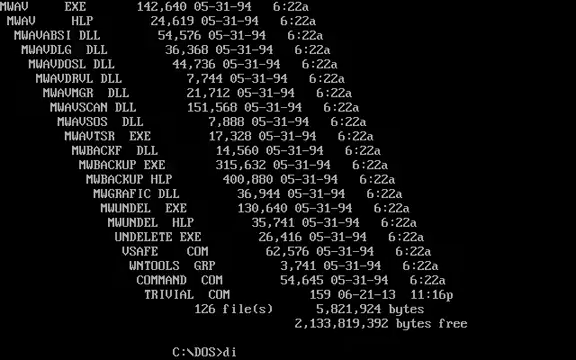 MWAV EXE 142,640 05-31-94 6:22a
MWAV HLP 24,619 05-31-94 6:22a
MWAVABSI DLL 54,576 05-31-94 6:22a
MWAVDLG DLL 36,368 05-31-94 6:22a
MWAVDOSL DLL 44,736 05-31-94 6:22a
MWAVDRVL DLL 7,744 05-31-94 6:22a
MWAVMGR DLL 21,712 05-31-94 6:22a
MWAVSCAN DLL 151,568 05-31-94 6:22a
MWAVSOS DLL 7,888 05-31-94 6:22a
MWAVTSR EXE 17,328 05-31-94 6:22a
MWBACKF DLL 14,560 05-31-94 6:22a
MWBACKUP EXE 315,632 05-31-94 6:22a
MWBACKUP HLP 400,880 05-31-94 6:22a
MWGRAFIC DLL 36,944 05-31-94 6:22a
MWUNDEL EXE 130,640 05-31-94 6:22a
MWUNDEL HLP 35,741 05-31-94 6:22a
UNDELETE EXE 26,416 05-31-94 6:22a
VSAFE COM 62,576 05-31-94 6:22a
WNTOOLS GRP 3,741 05-31-94 6:22a
COMMAND COM 54,645 05-31-94 6:22a
TRIVIAL COM 159 06-21-13 11:16p
126 file(s) 5,821,924 bytes
2,133,819,392 bytes free
C:\DOS>di